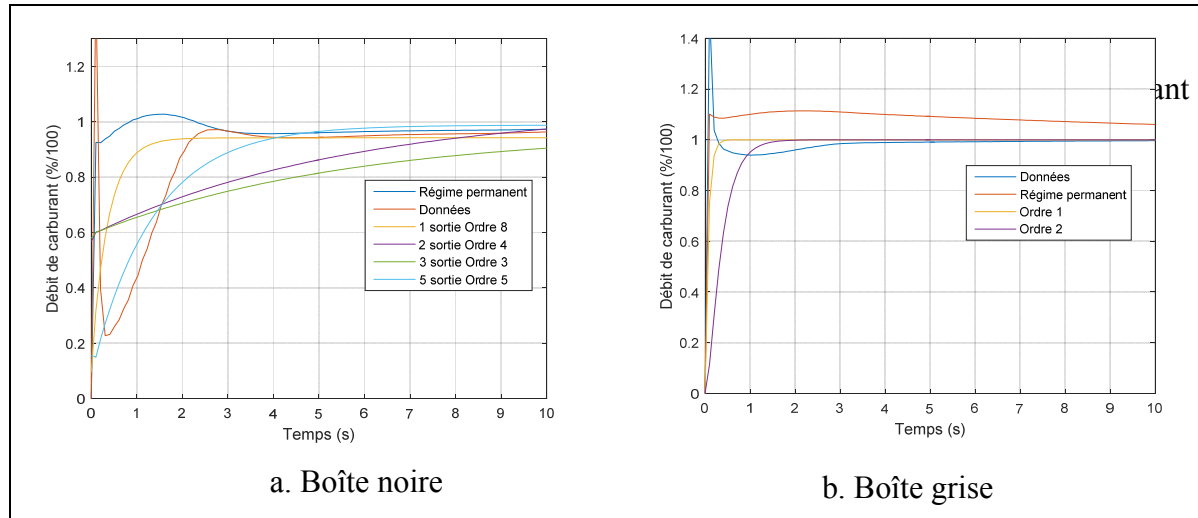 1.2
1
0.8
0.6
0.4
0.2
0
Débit de carburant (%/100)
Régime permanent
Données
1 sortie Ordre 8
2 sortie Ordre 4
3 sortie Ordre 3
5 sortie Ordre 5
0 1 2 3 4 5 6 7 8 9 10
Temps (s)
a. Boîte noire
1.4
1.2
1.0
0.8
0.6
0.4
0.2
0
Débit de carburant (%/100)
Données
Régime permanent
Ordre 1
Ordre 2
0 1 2 3 4 5 6 7 8 9 10
Temps (s)
b. Boîte grise